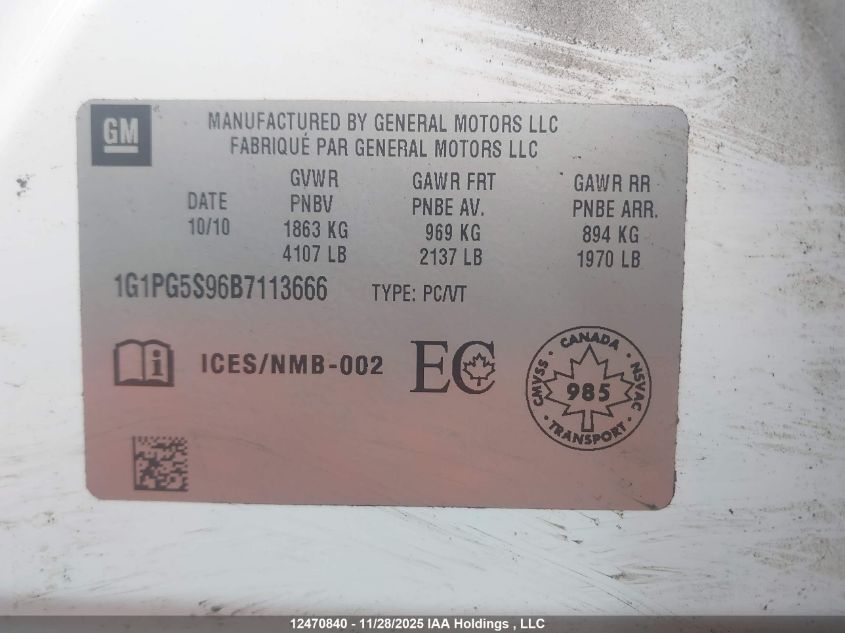 GM
MANUFACTURED BY GENERAL MOTORS LLC
FABRIQUÉ PAR GENERAL MOTORS LLC
DATE
10/10
GVWR
PNBV
1863 KG
4107 LB
GAWR FRT
PNBE AV.
969 KG
2137 LB
GAWR RR
PNBE ARR.
894 KG
1970 LB
1G1PG5S96B7113666 TYPE: PC/VT
i ICES/NMB-002 EC
CANADA
CMVSS 985 NSVAC
TRANSPORT
12470840 - 11/28/2025 IAA Holdings , LLC